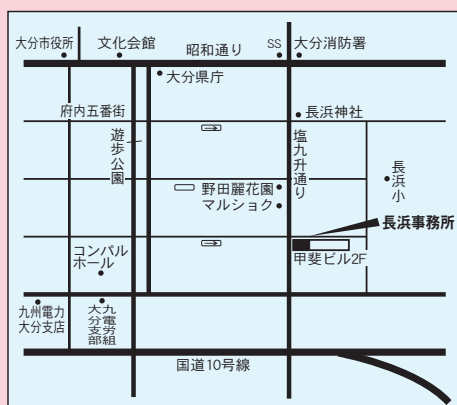 大分市役所
文化会館
昭和通り
SS
大分消防署
大分県庁
府内五番街
長浜神社
遊歩公園
塩九升通り
野田麗花園
マルショク
長浜小
長浜事務所
コンパル
ホール
甲斐ビル2F
九州電力
大分支店
九電労組
大分支部
国道10号線